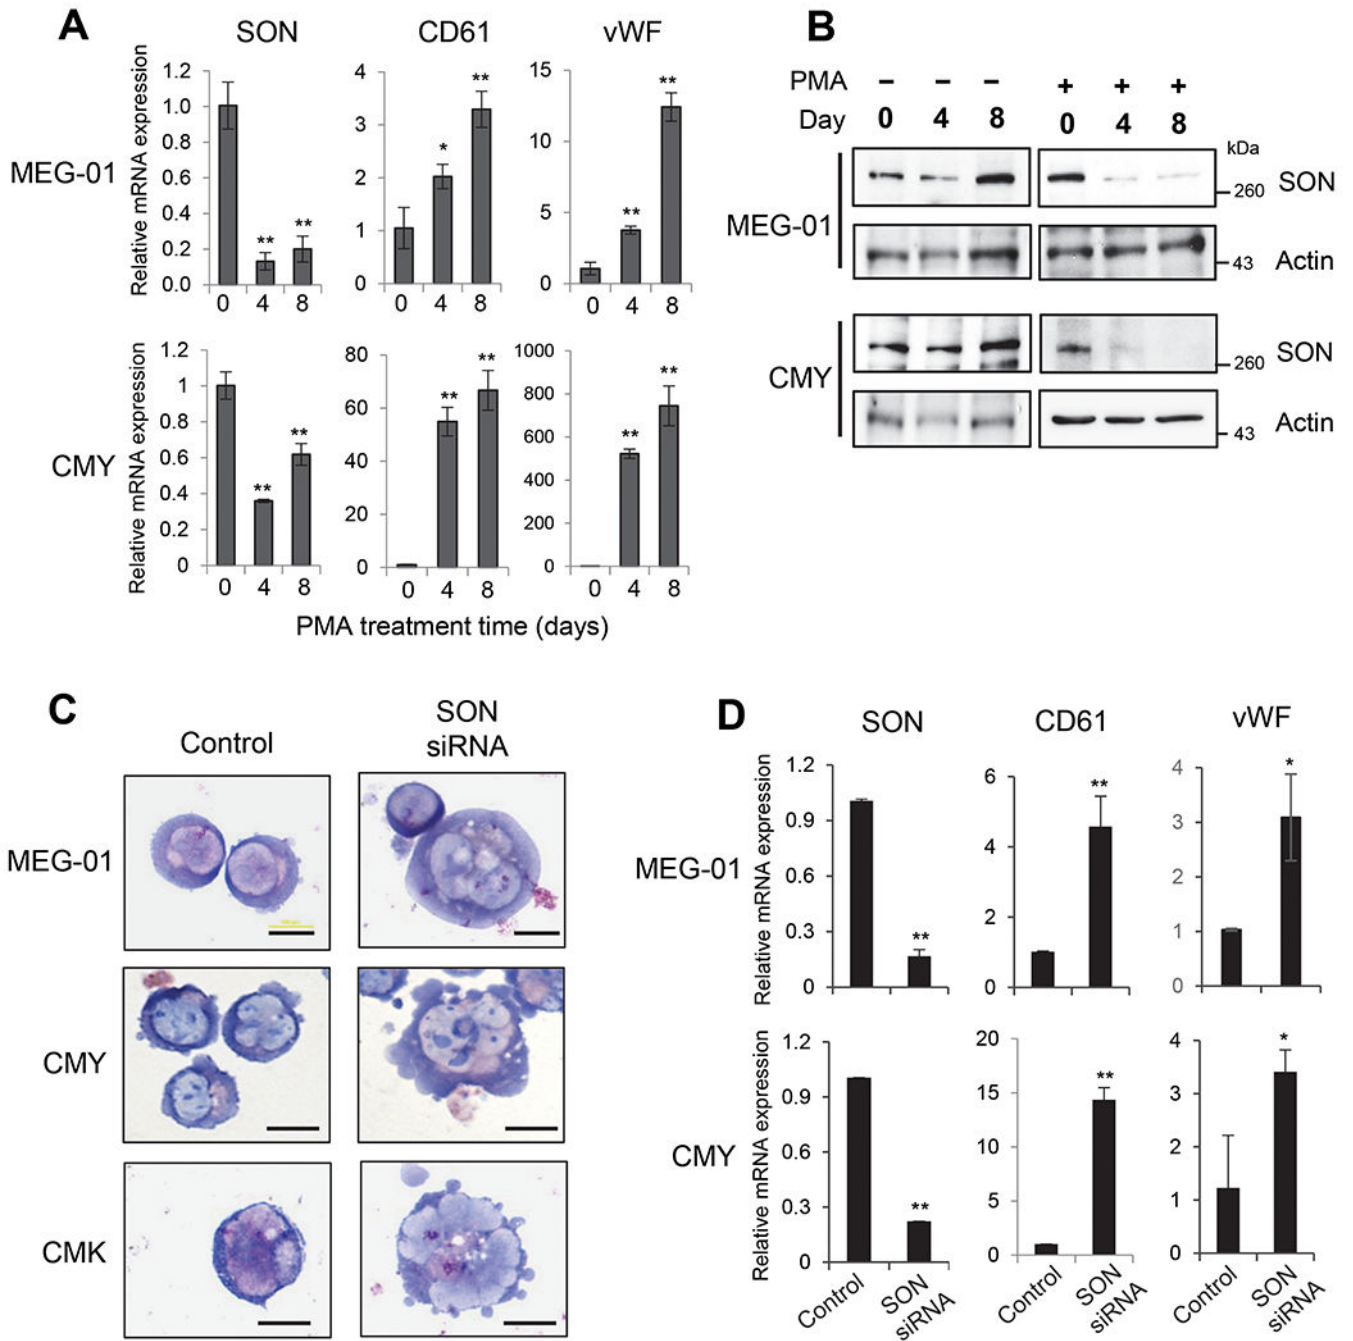 A
SON CD61 vWF
MEG-01
Relative mRNA expression
1.2
1.0
0.8
0.6
0.4
0.2
0.0
** **
0 4 8
4
3
2
1
0
* **
0 4 8
15
10
5
0
** **
0 4 8
CMY
Relative mRNA expression
1.2
1
0.8
0.6
0.4
0.2
0
** **
0 4 8
80
60
40
20
0
** **
0 4 8
1000
800
600
400
200
0
** **
0 4 8
PMA treatment time (days)
B
PMA − − − + + +
Day 0 4 8 0 4 8
kDa
MEG-01
260 SON
43 Actin
CMY
260 SON
43 Actin
C
Control SON
siRNA
MEG-01
CMY
CMK
D
SON CD61 vWF
MEG-01
Relative mRNA expression
1.2
0.9
0.6
0.3
0
**
6
4
2
0
**
4
3
2
1
0
*
CMY
Relative mRNA expression
1.2
0.9
0.6
0.3
0
**
Control SON
siRNA
20
15
10
5
0
**
Control SON
siRNA
4
3
2
1
0
*
Control SON
siRNA